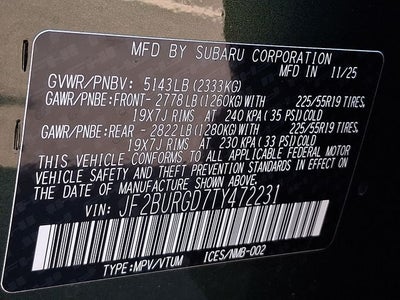 MFD BY SUBARU CORPORATION
MFD IN 11/25
GVWR/PNBV: 5143LB (2333KG)
GAWR/PNBE:FRONT- 2778LB (1260KG)WITH 225/55R19 TIRES,
19X7J RIMS AT 240 KPA (35 PSI)COLD
GAWR/PNBE:REAR - 2822LB (1280KG)WITH 225/55R19 TIRES,
19X7J RIMS AT 230 KPA (33 PSI)COLD
THIS VEHICLE CONFORMS TO ALL APPLICABLE FEDERAL MOTOR
VEHICLE SAFETY AND THEFT PREVENTION STANDARDS IN EFFECT ON
THE DATE OF MANUFACTURE SHOWN ABOVE.
VIN: JF2BURGD7TY472231
TYPE:MPV/VTUM ICES/NMB-002